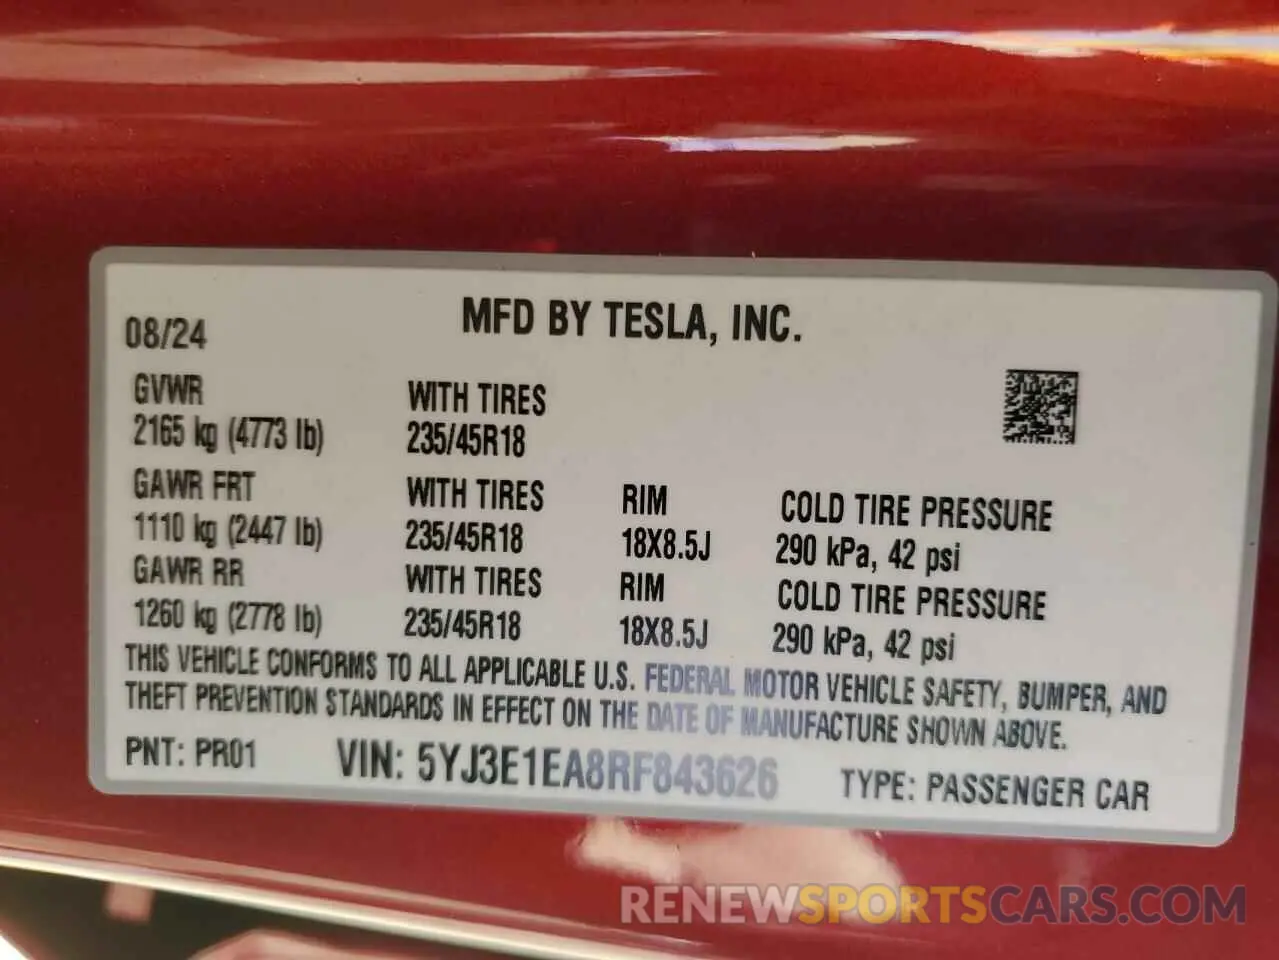 MFD BY TESLA, INC.
08/24
GVWR WITH TIRES
2165 kg (4773 lb) 235/45R18
GAWR FRT WITH TIRES RIM COLD TIRE PRESSURE
1110 kg (2447 lb) 235/45R18 18X8.5J 290 kPa, 42 psi
GAWR RR WITH TIRES RIM COLD TIRE PRESSURE
1260 kg (2778 lb) 235/45R18 18X8.5J 290 kPa, 42 psi
THIS VEHICLE CONFORMS TO ALL APPLICABLE U.S. FEDERAL MOTOR VEHICLE SAFETY, BUMPER, AND
THEFT PREVENTION STANDARDS IN EFFECT ON THE DATE OF MANUFACTURE SHOWN ABOVE.
PNT: PR01 VIN: 5YJ3E1EA8RF843626 TYPE: PASSENGER CAR
RENEWSPORTSCARS.COM